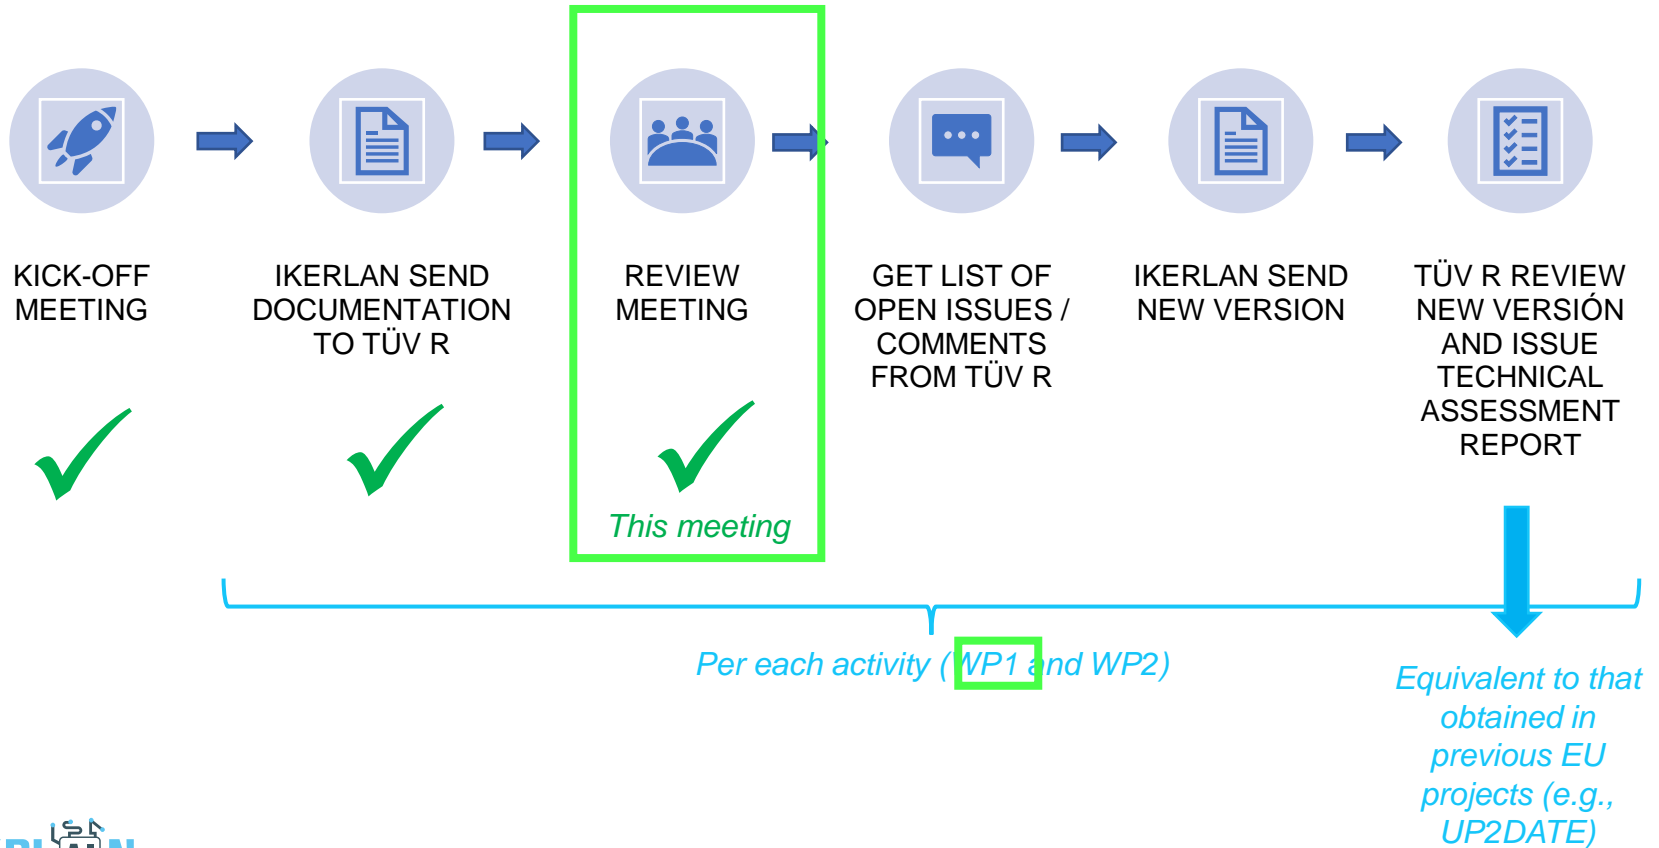 KICK-OFF
MEETING
IKERLAN SEND
DOCUMENTATION
TO TÜV R
REVIEW
MEETING
GET LIST OF
OPEN ISSUES /
COMMENTS
FROM TÜV R
IKERLAN SEND
NEW VERSION
TÜV R REVIEW
NEW VERSIÓN
AND ISSUE
TECHNICAL
ASSESSMENT
REPORT
This meeting
Per each activity (WP1 and WP2)
Equivalent to that
obtained in
previous EU
projects (e.g.,
UP2DATE)